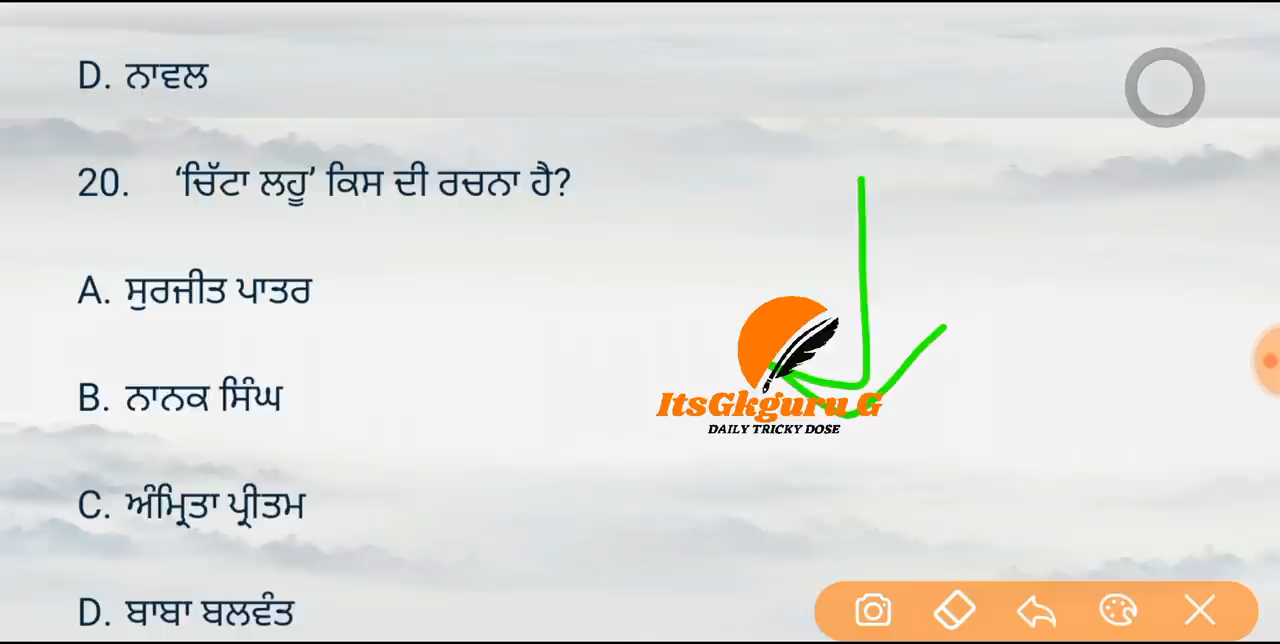 D. ਨਾਵਲ
20. ‘ਚਿੱਟਾ ਲਹੂ’ ਕਿਸ ਦੀ ਰਚਨਾ ਹੈ?
A. ਸੁਰਜੀਤ ਪਾਤਰ
B. ਨਾਨਕ ਸਿੰਘ
ItsGkguru G
DAILY TRICKY DOSE
C. ਅੰਮ੍ਰਿਤਾ ਪ੍ਰੀਤਮ
D. ਬਾਬਾ ਬਲਵੰਤ